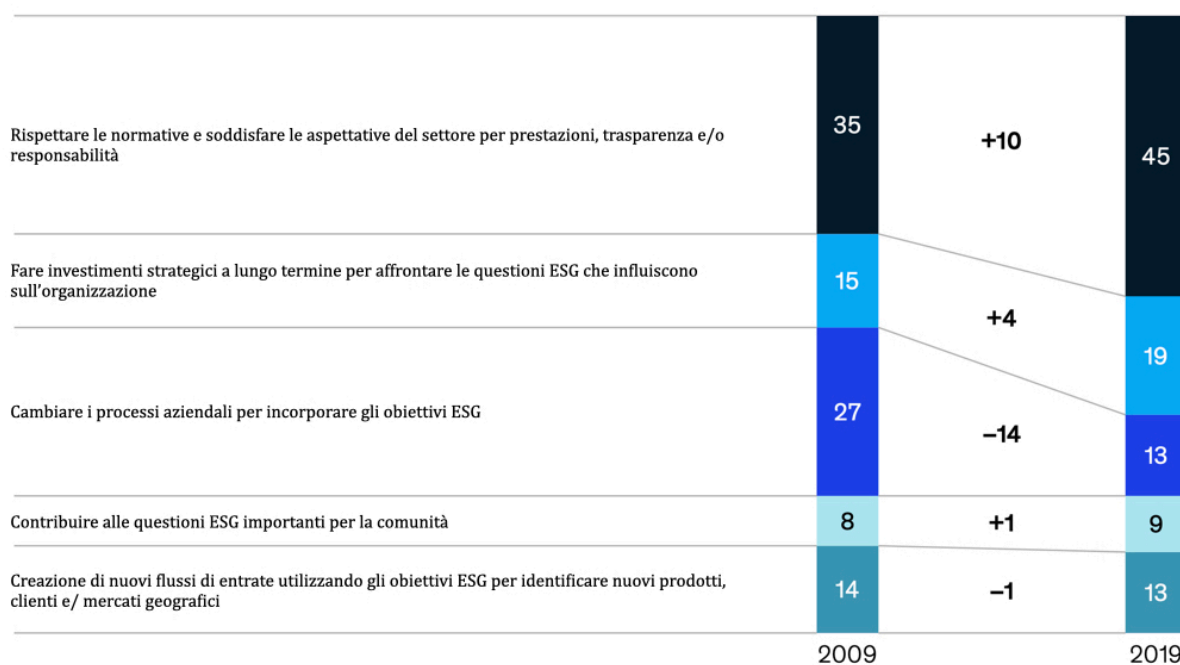 Rispettare le normative e soddisfare le aspettative del settore per prestazioni, trasparenza e/o
responsabilità
35
+10
45
Fare investimenti strategici a lungo termine per affrontare le questioni ESG che influiscono
sull’organizzazione
15
+4
19
Cambiare i processi aziendali per incorporare gli obiettivi ESG
27
–14
13
Contribuire alle questioni ESG importanti per la comunità
8
+1
9
Creazione di nuovi flussi di entrate utilizzando gli obiettivi ESG per identificare nuovi prodotti,
clienti e/ mercati geografici
14
–1
13
2009
2019